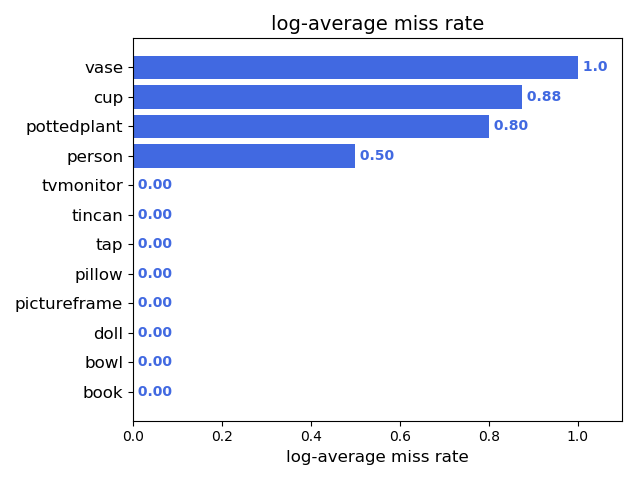 log-average miss rate
vase 1.0
cup 0.88
pottedplant 0.80
person 0.50
tvmonitor 0.00
tincan 0.00
tap 0.00
pillow 0.00
pictureframe 0.00
doll 0.00
bowl 0.00
book 0.00
0.0 0.2 0.4 0.6 0.8 1.0
log-average miss rate